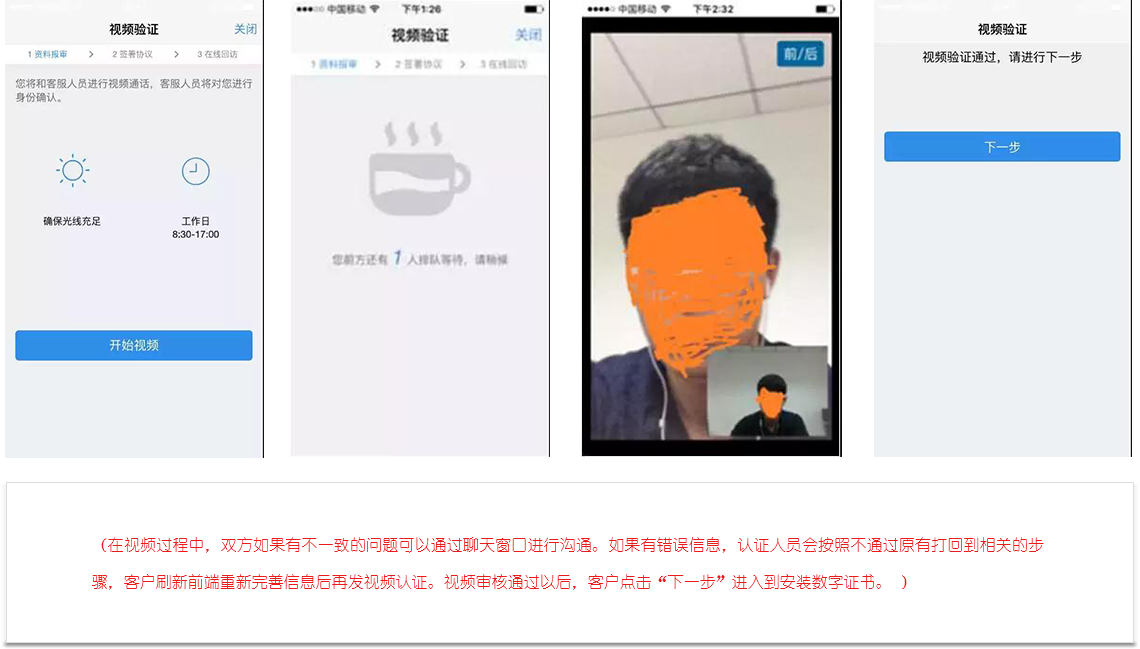 视频验证
关闭
1 资料报审 > 2 签署协议 > 3 在线回访
您将和客服人员进行视频通话，客服人员将对您进行
身份确认。
确保光线充足
工作日
8:30-17:00
开始视频
中国移动 下午1:26
视频验证
关闭
1 资料报审 > 2 签署协议 > 3 在线回访
您前方还有 1 人排队等待，请稍候
中国移动 下午2:32
前/后
视频验证
视频验证通过，请进行下一步
下一步
（在视频过程中，双方如果有不一致的问题可以通过聊天窗口进行沟通。如果有错误信息，认证人员会按照不通过原有打回到相关的步
骤，客户刷新前端重新完善信息后再发视频认证。视频审核通过以后，客户点击“下一步”进入到安装数字证书。 ）